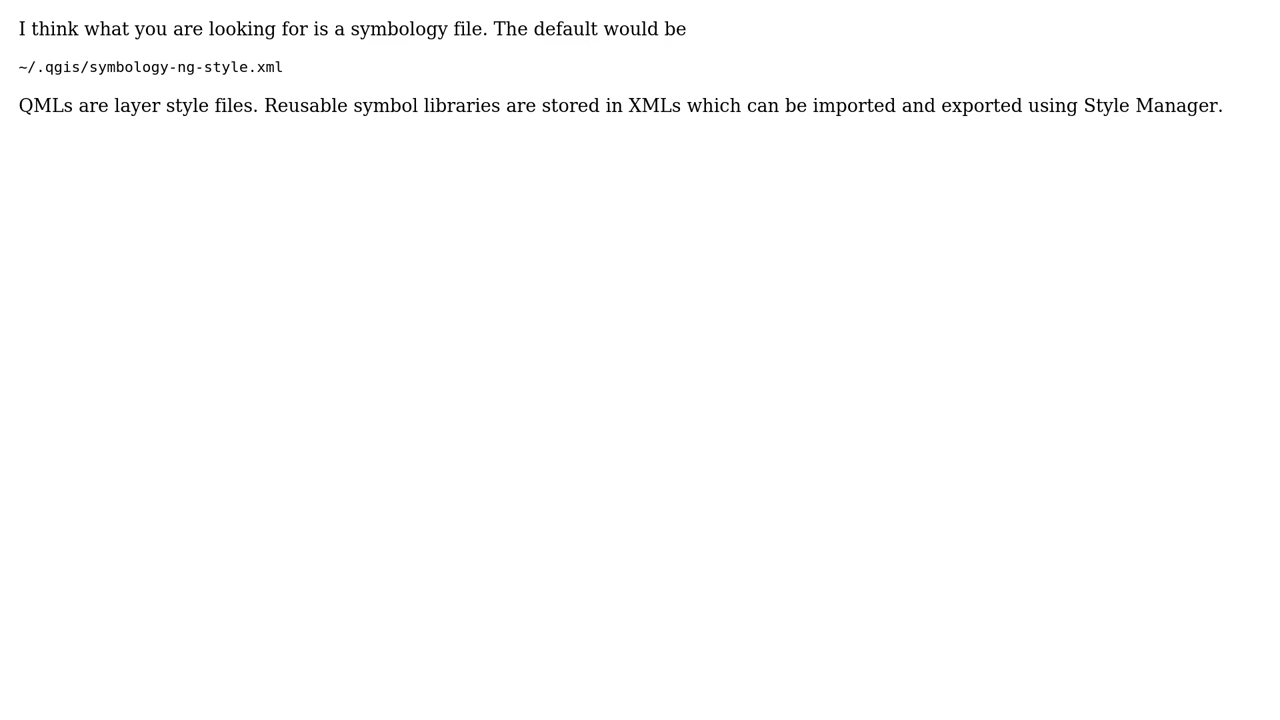 I think what you are looking for is a symbology file. The default would be
~/.qgis/symbology-ng-style.xml
QMLs are layer style files. Reusable symbol libraries are stored in XMLs which can be imported and exported using Style Manager.